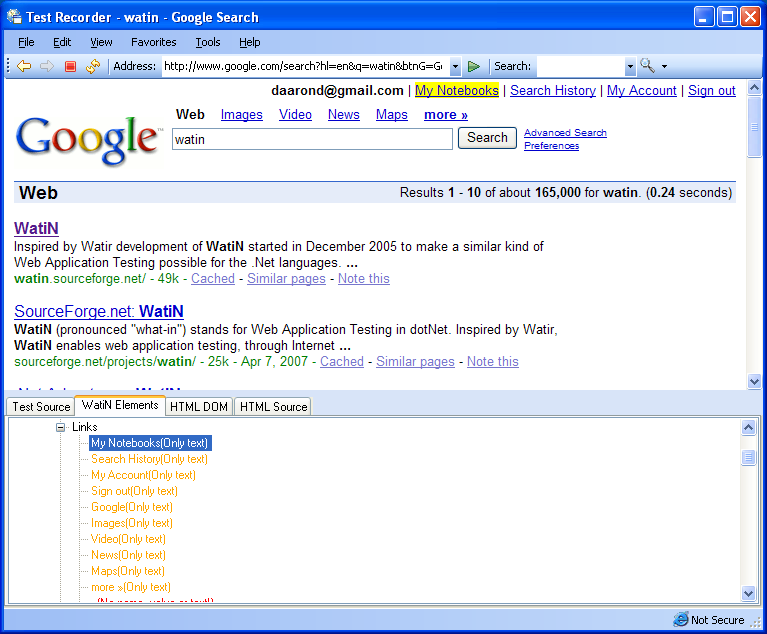 Test Recorder - watin - Google Search
File Edit View Favorites Tools Help
Address: http://www.google.com/search?hl=en&q=watin&btnG=G Search:
daarond@gmail.com | My Notebooks | Search History | My Account | Sign out
Web Images Video News Maps more »
Google™ watin Search Advanced Search
Preferences
Web Results 1 - 10 of about 165,000 for watin. (0.24 seconds)
WatiN
Inspired by Watir development of WatiN started in December 2005 to make a similar kind of
Web Application Testing possible for the .Net languages. ...
watin.sourceforge.net/ - 49k - Cached - Similar pages - Note this
SourceForge.net: WatiN
WatiN (pronounced "what-in") stands for Web Application Testing in dotNet. Inspired by Watir,
WatiN enables web application testing, through Internet ...
sourceforge.net/projects/watin/ - 25k - Apr 7, 2007 - Cached - Similar pages - Note this
Test Source WatiN Elements HTML DOM HTML Source
Links
My Notebooks(Only text)
Search History(Only text)
My Account(Only text)
Sign out(Only text)
Google(Only text)
Images(Only text)
Video(Only text)
News(Only text)
Maps(Only text)
more »(Only text)
(No name, value or text!)
Not Secure